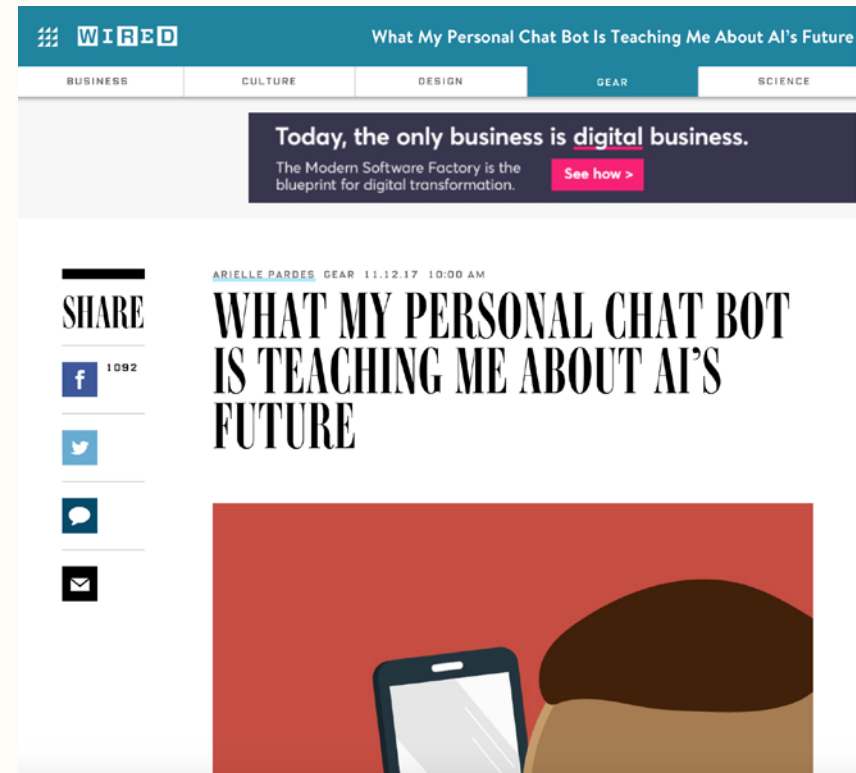 WIRED
What My Personal Chat Bot Is Teaching Me About AI's Future
BUSINESS
CULTURE
DESIGN
GEAR
SCIENCE
Today, the only business is digital business.
The Modern Software Factory is the
blueprint for digital transformation.
See how >
ARIELLE PARDES GEAR 11.12.17 10:00 AM
SHARE
WHAT MY PERSONAL CHAT BOT
IS TEACHING ME ABOUT AI'S
FUTURE
f
1092